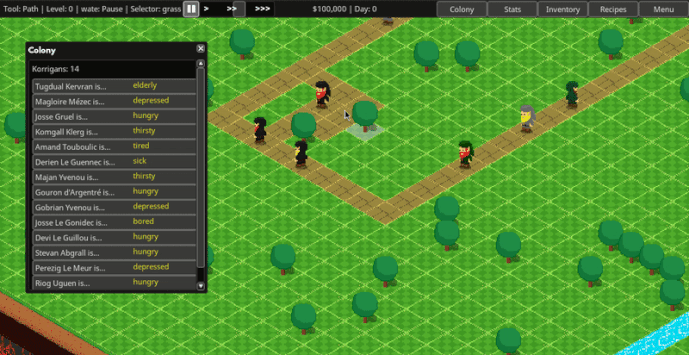 Tool: Path | Level: 0 | wate: Pause | Selector: grass > >> >>> $100,000 | Day: 0 Colony Stats Inventory Recipes Menu
Colony
Korrigans: 14
Tugdual Kervran is... elderly
Magloire Mézec is... depressed
Josse Gruel is... hungry
Komgall Klerg is... thirsty
Amand Touboulic is... tired
Derien Le Guennec is... sick
Majan Yvenou is... thirsty
Gouron d'Argentré is... hungry
Gobrian Yvenou is... depressed
Josse Le Gonidec is... bored
Devi Le Guillou is... hungry
Stevan Abgrall is... hungry
Perezig Le Meur is... depressed
Riog Uguen is... hungry